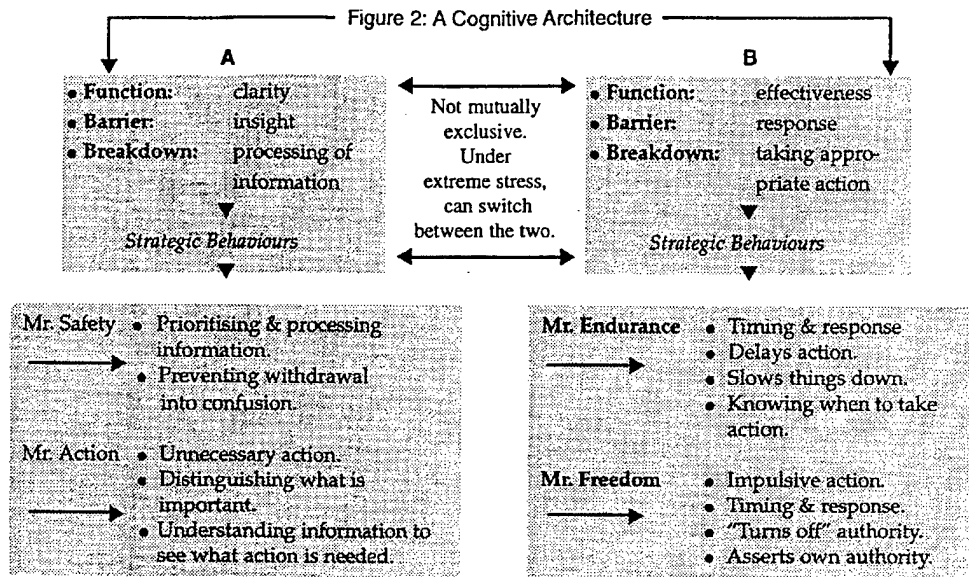 Figure 2: A Cognitive Architecture
A
• Function: clarity
• Barrier: insight
• Breakdown: processing of
information
Strategic Behaviours
Not mutually
exclusive.
Under
extreme stress,
can switch
between the two.
B
• Function: effectiveness
• Barrier: response
• Breakdown: taking appro-
priate action
Strategic Behaviours
Mr. Safety • Prioritising & processing
information.
• Preventing withdrawal
into confusion.
Mr. Action • Unnecessary action.
• Distinguishing what is
important.
• Understanding information to
see what action is needed.
Mr. Endurance • Timing & response
• Delays action.
• Slows things down.
• Knowing when to take
action.
Mr. Freedom • Impulsive action.
• Timing & response.
• "Turns off" authority.
• Asserts own authority.